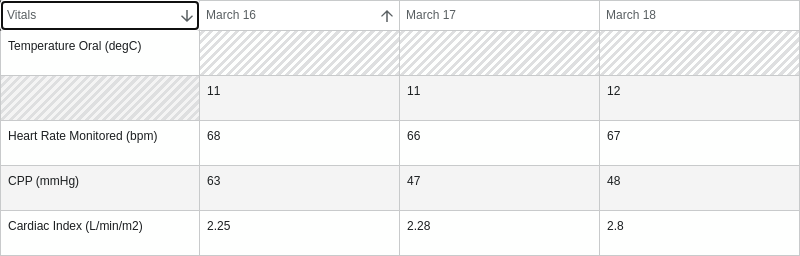 Vitals March 16 March 17 March 18
Temperature Oral (degC)
11 11 12
Heart Rate Monitored (bpm) 68 66 67
CPP (mmHg) 63 47 48
Cardiac Index (L/min/m2) 2.25 2.28 2.8